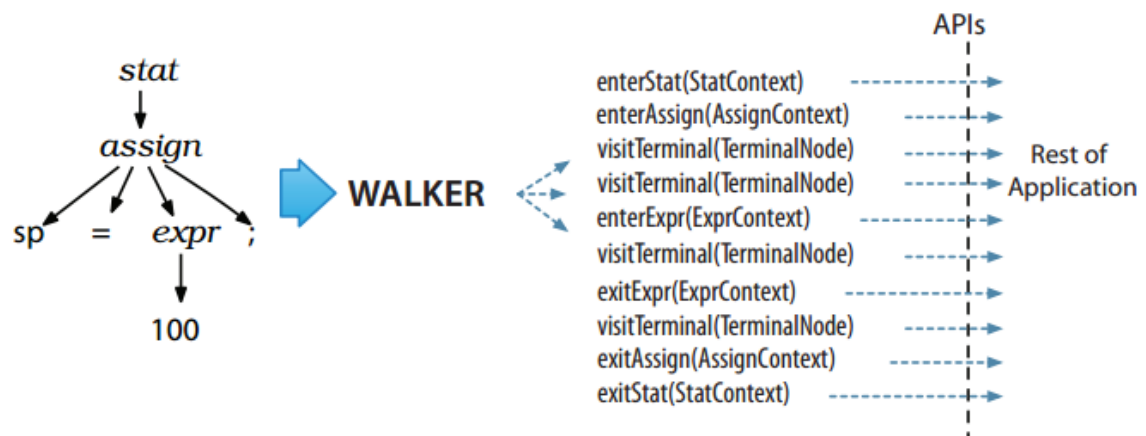 stat
assign
sp = expr ;
100
WALKER
APIs
enterStat(StatContext)
enterAssign(AssignContext)
visitTerminal(TerminalNode)
visitTerminal(TerminalNode)
enterExpr(ExprContext)
visitTerminal(TerminalNode)
exitExpr(ExprContext)
visitTerminal(TerminalNode)
exitAssign(AssignContext)
exitStat(StatContext)
Rest of
Application